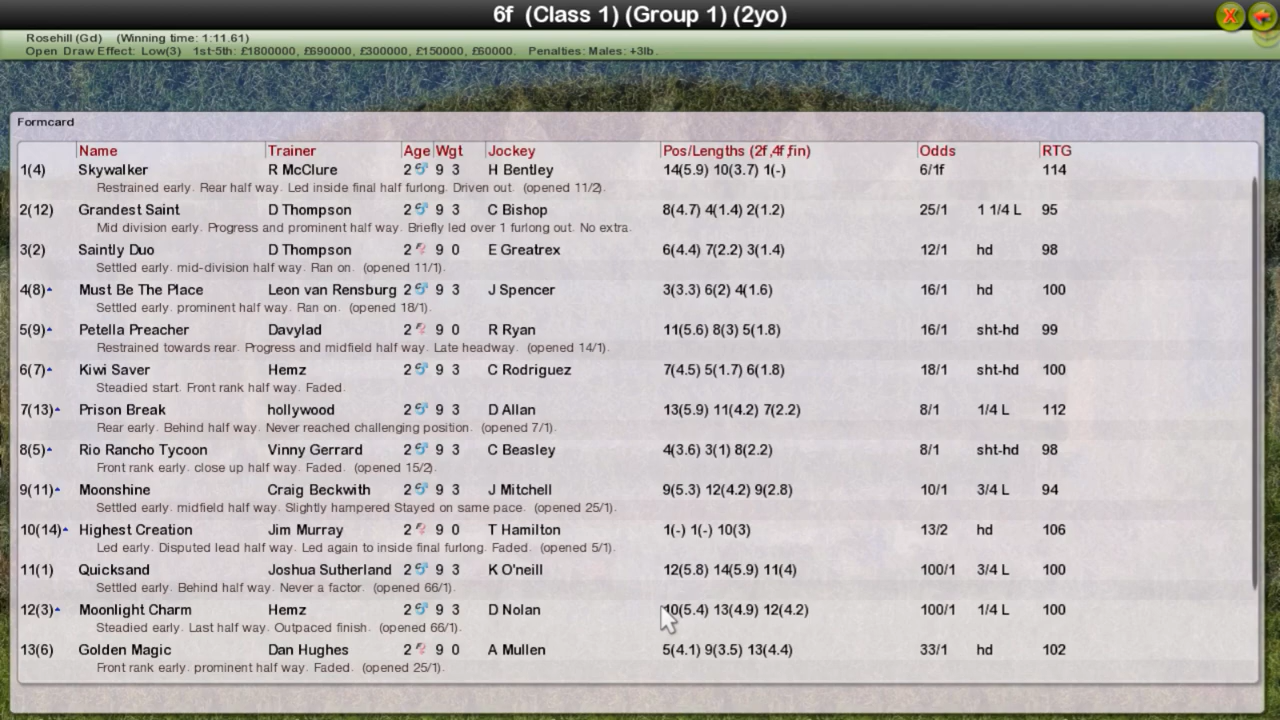 6f (Class 1) (Group 1) (2yo)
Rosehill (Gd) (Winning time: 1:11.61)
Open Draw Effect: Low(3) 1st-5th: £1800000, £690000, £300000, £150000, £60000. Penalties: Males: +3lb.
Formcard
Name Trainer Age Wgt Jockey Pos/Lengths (2f,4f,fin) Odds RTG
1(4) Skywalker R McClure 2 9 3 H Bentley 14(5.9) 10(3.7) 1(-) 6/1f 114
Restrained early. Rear half way. Led inside final half furlong. Driven out. (opened 11/2).
2(12) Grandest Saint D Thompson 2 9 3 C Bishop 8(4.7) 4(1.4) 2(1.2) 25/1 1 1/4 L 95
Mid division early. Progress and prominent half way. Briefly led over 1 furlong out. No extra.
3(2) Saintly Duo D Thompson 2 9 0 E Greatrex 6(4.4) 7(2.2) 3(1.4) 12/1 hd 98
Settled early. mid-division half way. Ran on. (opened 11/1).
4(8) Must Be The Place Leon van Rensburg 2 9 3 J Spencer 3(3.3) 6(2) 4(1.6) 16/1 hd 100
Settled early. prominent half way. Ran on. (opened 18/1).
5(9) Petella Preacher Davylad 2 9 0 R Ryan 11(5.6) 8(3) 5(1.8) 16/1 sht-hd 99
Restrained towards rear. Progress and midfield half way. Late headway. (opened 14/1).
6(7) Kiwi Saver Hemz 2 9 3 C Rodriguez 7(4.5) 5(1.7) 6(1.8) 18/1 sht-hd 100
Steadied start. Front rank half way. Faded.
7(13) Prison Break hollywood 2 9 3 D Allan 13(5.9) 11(4.2) 7(2.2) 8/1 1/4 L 112
Rear early. Behind half way. Never reached challenging position. (opened 7/1).
8(5) Rio Rancho Tycoon Vinny Gerrard 2 9 3 C Beasley 4(3.6) 3(1) 8(2.2) 8/1 sht-hd 98
Front rank early. close up half way. Faded. (opened 15/2).
9(11) Moonshine Craig Beckwith 2 9 3 J Mitchell 9(5.3) 12(4.2) 9(2.8) 10/1 3/4 L 94
Settled early. midfield half way. Slightly hampered Stayed on same pace. (opened 25/1).
10(14) Highest Creation Jim Murray 2 9 0 T Hamilton 1(-) 1(-) 10(3) 13/2 hd 106
Led early. Disputed lead half way. Led again to inside final furlong. Faded. (opened 5/1).
11(1) Quicksand Joshua Sutherland 2 9 3 K O'neill 12(5.8) 14(5.9) 11(4) 100/1 3/4 L 100
Settled early. Behind half way. Never a factor. (opened 66/1).
12(3) Moonlight Charm Hemz 2 9 3 D Nolan 10(5.4) 13(4.9) 12(4.2) 100/1 1/4 L 100
Steadied early. Last half way. Outpaced finish. (opened 66/1).
13(6) Golden Magic Dan Hughes 2 9 0 A Mullen 5(4.1) 9(3.5) 13(4.4) 33/1 hd 102
Front rank early. prominent half way. Faded. (opened 25/1).